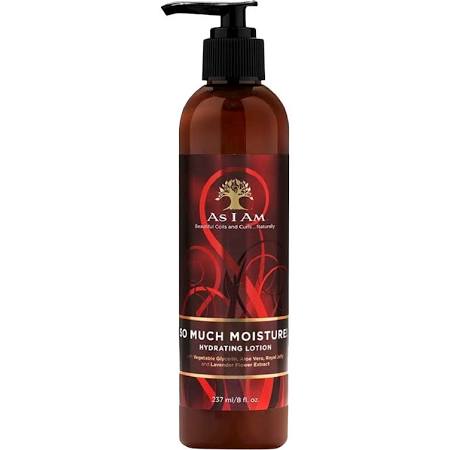 AS I AM
Beautiful Coils and Curls...Naturally
SO MUCH MOISTURE!
HYDRATING LOTION
with Vegetable Glycerin, Aloe Vera, Royal Jelly
and Lavender Flower Extract
237 ml/8 fl. oz.